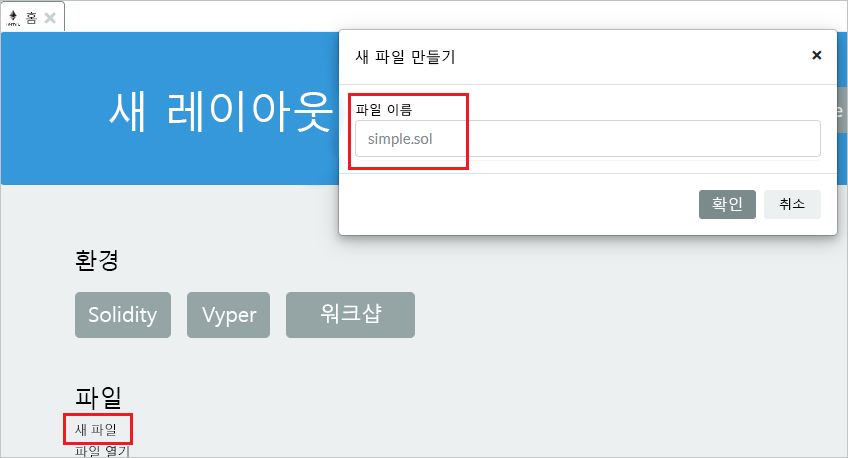 홈
새 파일 만들기
새 레이아웃
파일 이름
simple.sol
e
확인 취소
환경
Solidity Vyper 워크샵
파일
새 파일
파일 열기